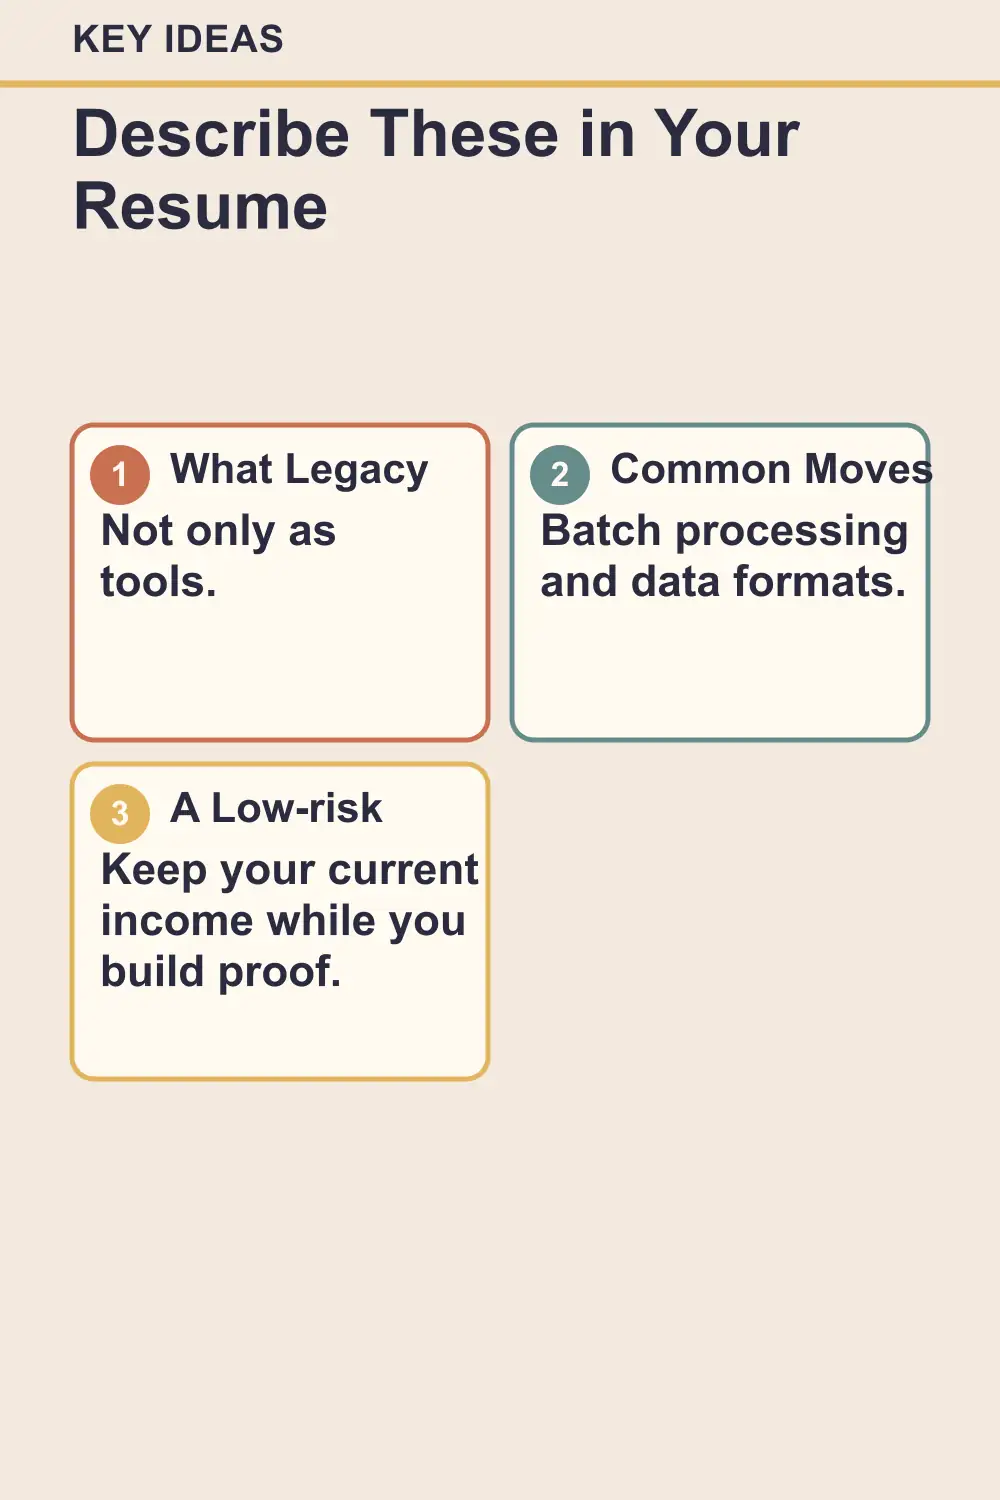 KEY IDEAS
Describe These in Your
Resume
1 What Legacy
Not only as
tools.
2 Common Moves
Batch processing
and data formats.
3 A Low-risk
Keep your current
income while you
build proof.